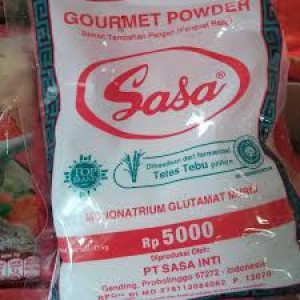 GOURMET POWDER
Bahan Tambahan Pangan (Penguat Rasa)
Sasa®
TOP
Dihasilkan dari fermentasi
Tetes Tebu pilihan
MONONATRIUM GLUTAMAT MURNI
Rp 5000
Diproduksi Oleh:
PT SASA INTI
Gending, Probolinggo 67272 - Indonesia